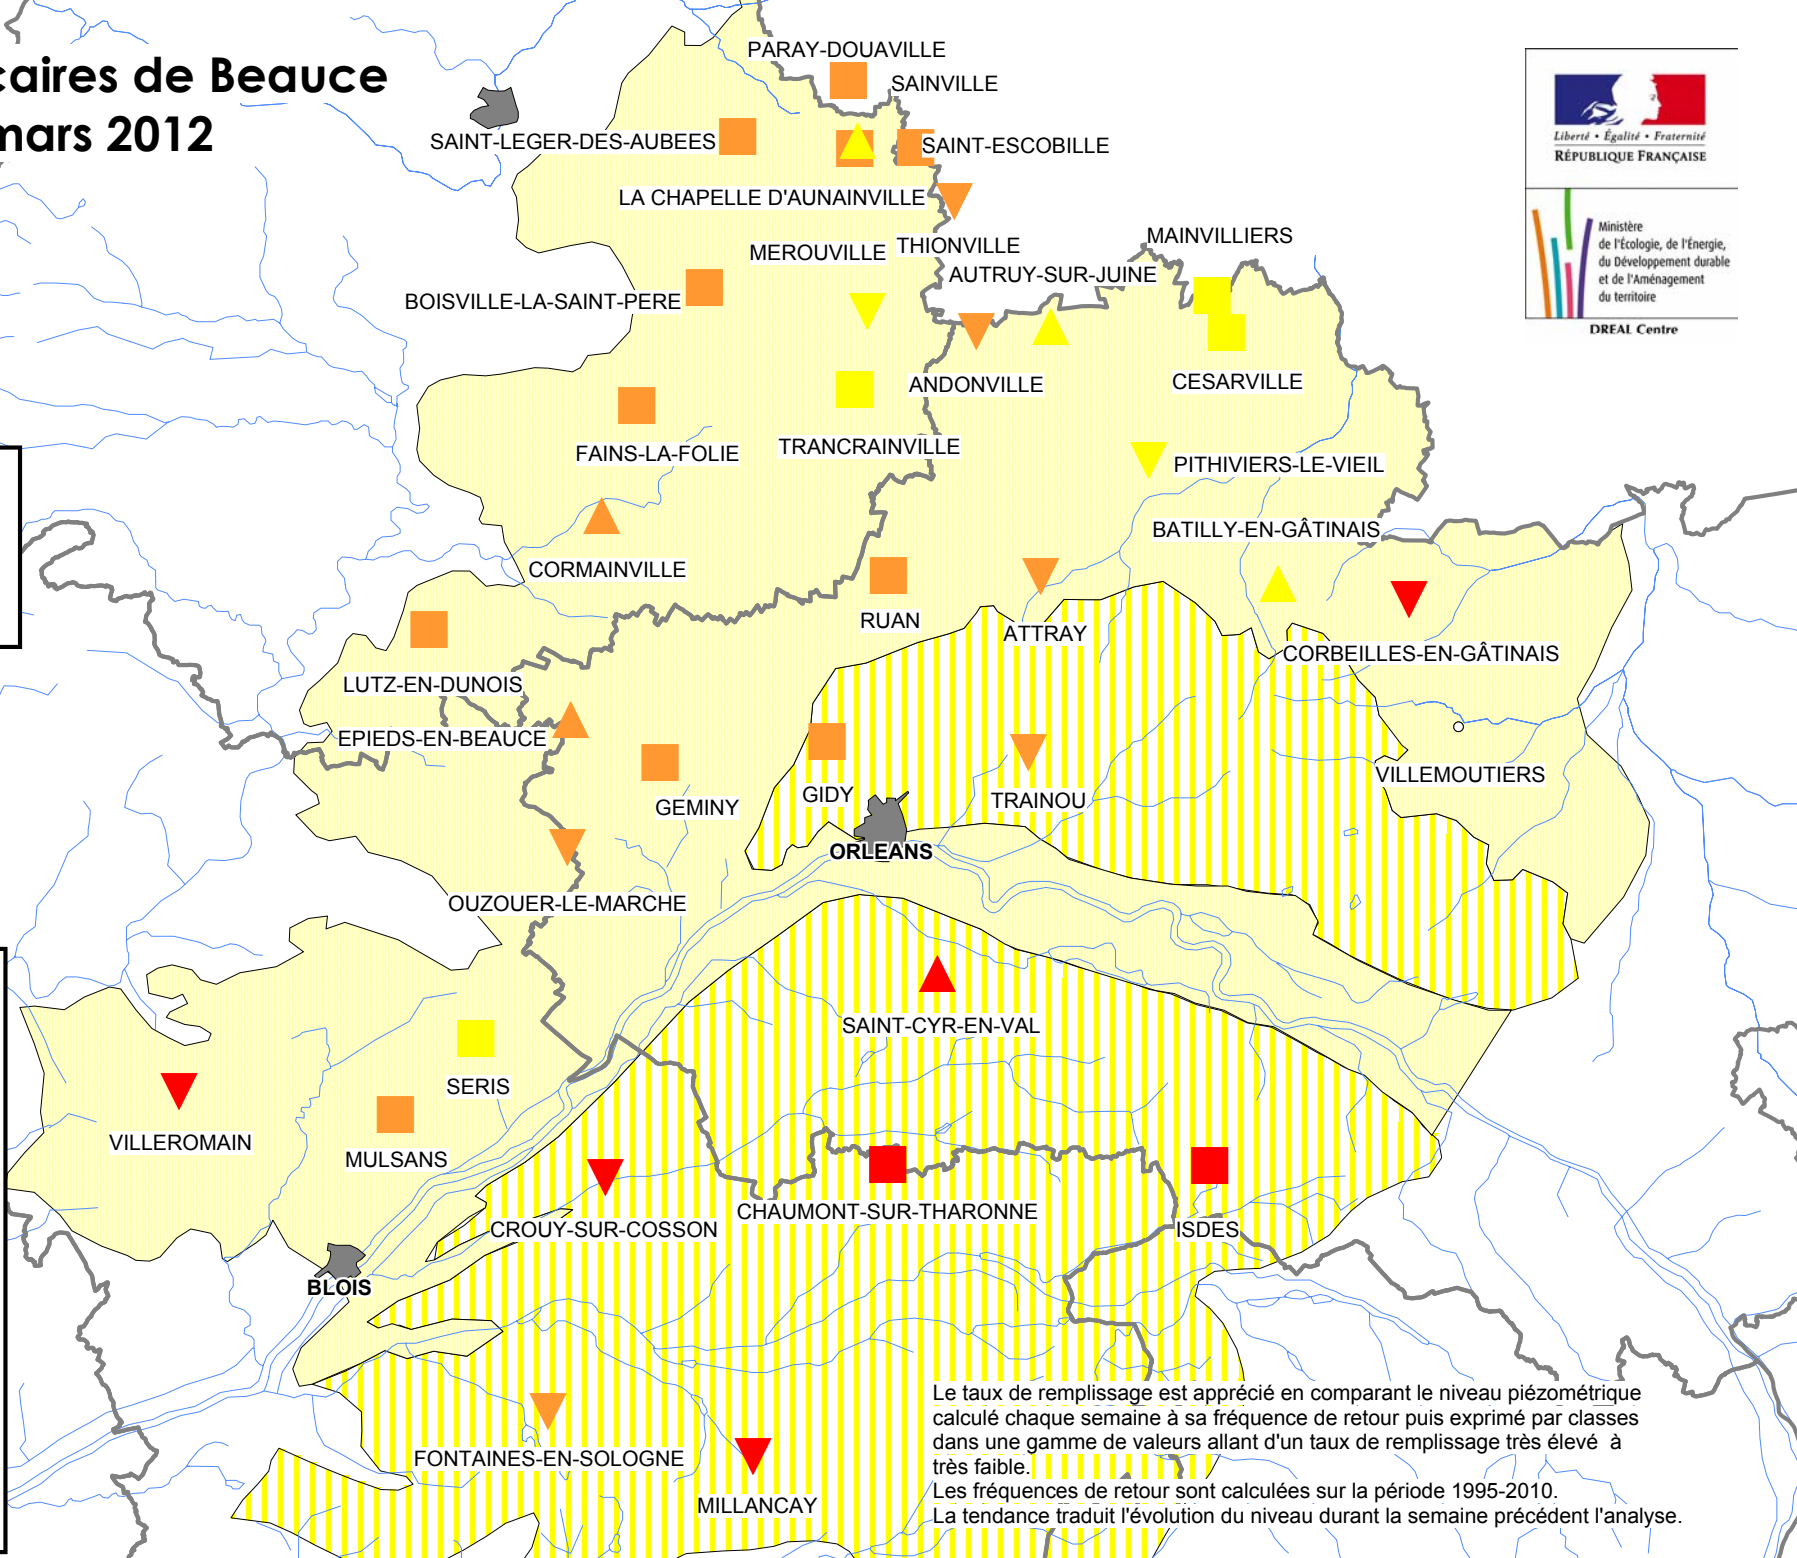 caires de Beauce
mars 2012
PARAY-DOUAVILLE
SAINVILLE
SAINT-LEGER-DES-AUBEES
SAINT-ESCOBILLE
LA CHAPELLE D'AUNAINVILLE
MEROUVILLE
THIONVILLE
MAINVILLIERS
AUTRUY-SUR-JUINE
BOISVILLE-LA-SAINT-PERE
ANDONVILLE
CESARVILLE
FAINS-LA-FOLIE
TRANCRAINVILLE
PITHIVIERS-LE-VIEIL
BATILLY-EN-GÂTINAIS
CORMAINVILLE
RUAN
ATTRAY
CORBEILLES-EN-GÂTINAIS
LUTZ-EN-DUNOIS
EPIEDS-EN-BEAUCE
GEMINY
GIDY
TRAINOU
VILLEMOUTIERS
ORLEANS
OUZOUER-LE-MARCHE
SAINT-CYR-EN-VAL
SERIS
VILLEROMAIN
MULSANS
CROUY-SUR-COSSON
CHAUMONT-SUR-THARONNE
ISDES
BLOIS
FONTAINES-EN-SOLOGNE
MILLANCAY
Liberté • Égalité • Fraternité
RÉPUBLIQUE FRANÇAISE
Ministère
de l'Écologie, de l'Énergie,
du Développement durable
et de l'Aménagement
du territoire
DREAL Centre
Le taux de remplissage est apprécié en comparant le niveau piézométrique
calculé chaque semaine à sa fréquence de retour puis exprimé par classes
dans une gamme de valeurs allant d'un taux de remplissage très élevé à
très faible.
Les fréquences de retour sont calculées sur la période 1995-2010.
La tendance traduit l'évolution du niveau durant la semaine précédent l'analyse.